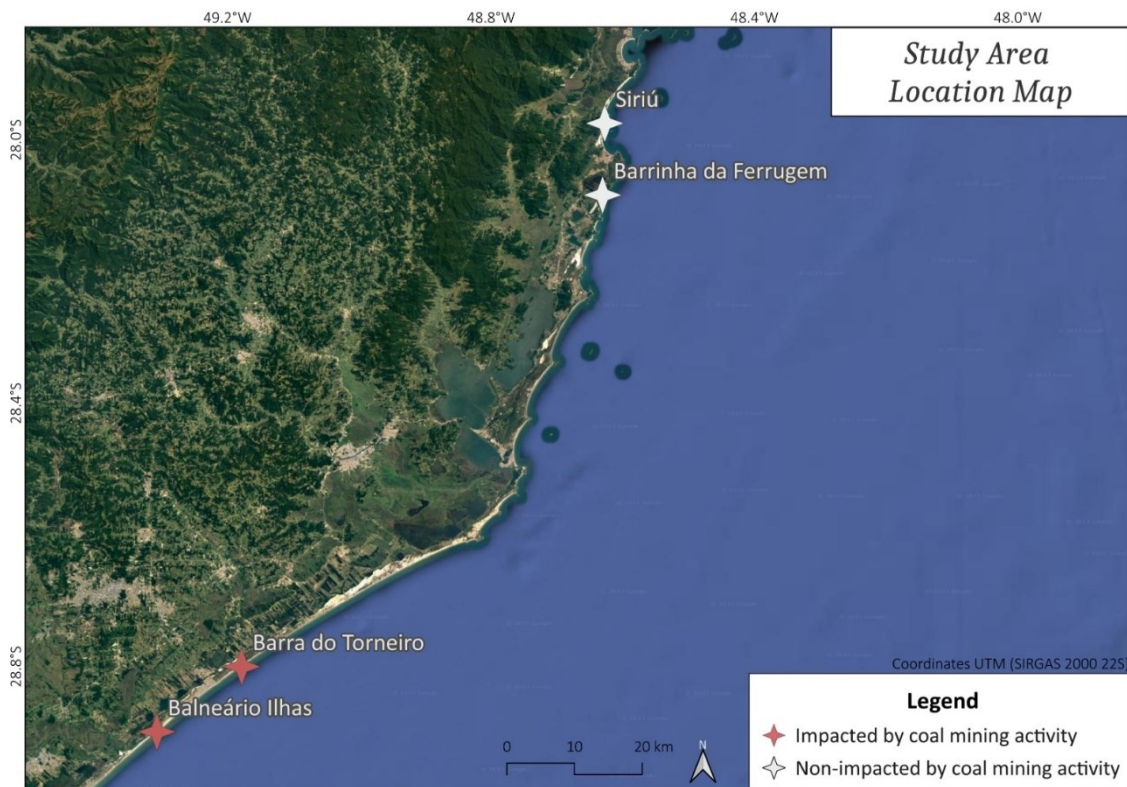 49.2°W
48.8°W
48.4°W
48.0°W
Study Area
Location Map
Siriú
28.0°S
Barrinha da Ferrugem
28.4°S
Barra do Torneiro
28.8°S
Coordinates UTM (SIRGAS 2000 22S)
Balneário Ilhas
Legend
Impacted by coal mining activity
Non-impacted by coal mining activity
0 10 20 km
N